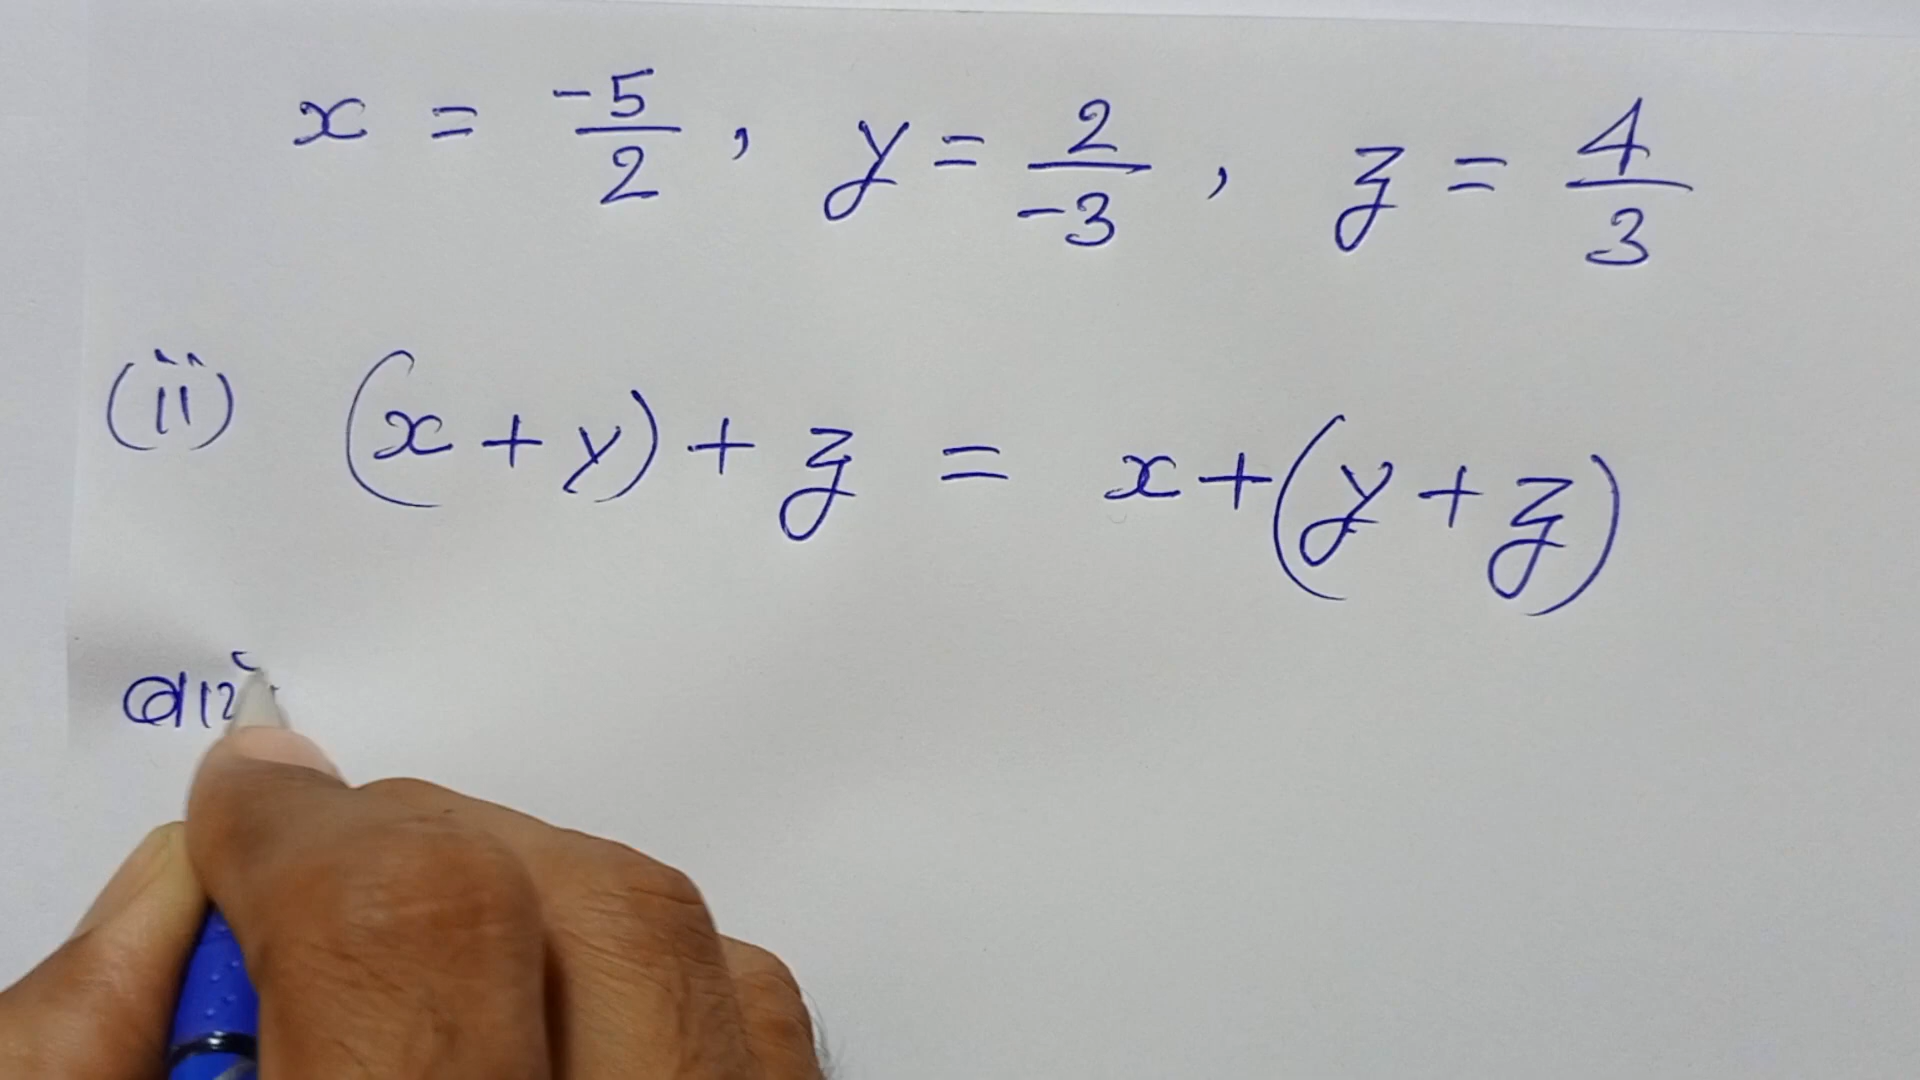 x = -5/2 , y = 2/-3 , z = 4/3
(ii) (x + y) + z = x + (y + z)